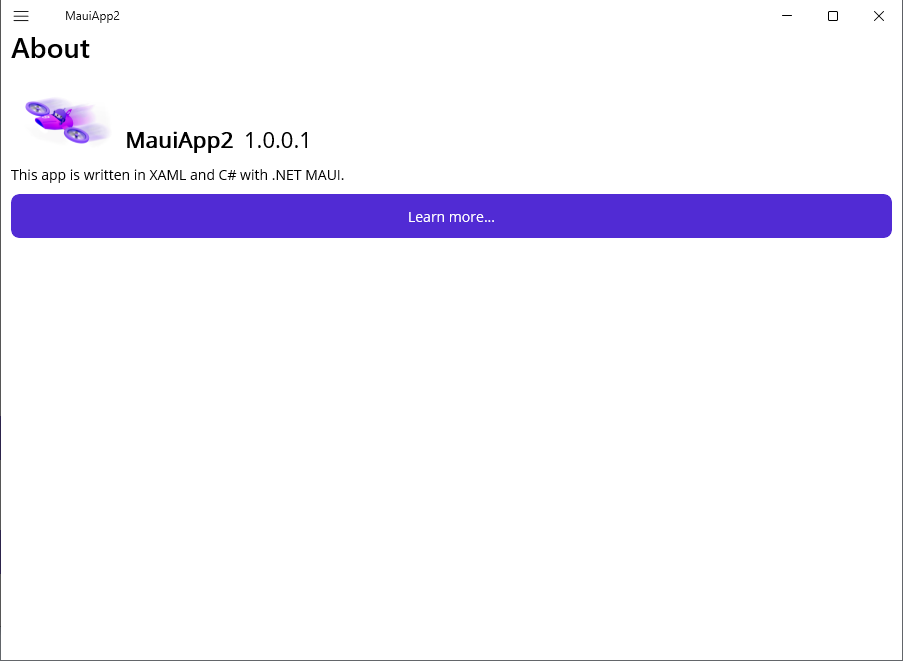 MauiApp2
About
MauiApp2 1.0.0.1
This app is written in XAML and C# with .NET MAUI.
Learn more...